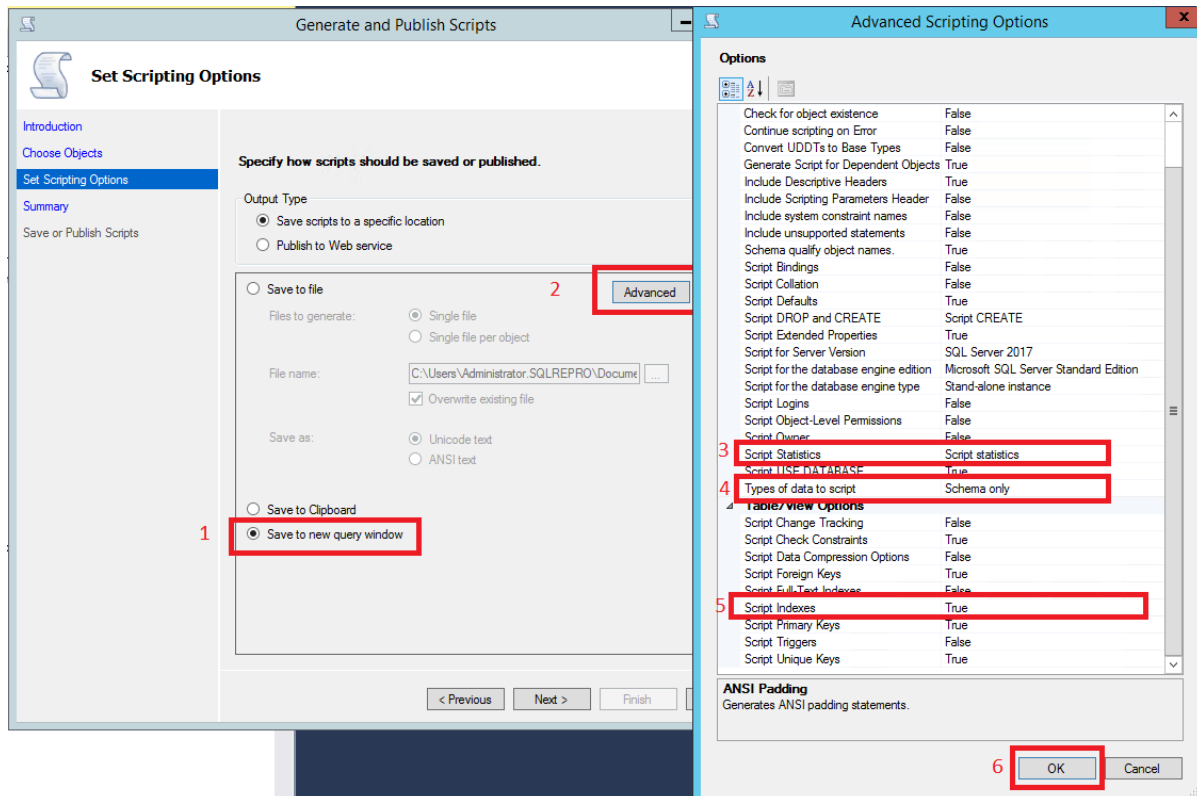 Generate and Publish Scripts
Set Scripting Options
Introduction
Choose Objects
Set Scripting Options
Summary
Save or Publish Scripts
Specify how scripts should be saved or published.
Output Type
Save scripts to a specific location
Publish to Web service
Save to file
2
Advanced
Files to generate:
Single file
Single file per object
File name:
C:\Users\Administrator.SQLREPRO\Docume
...
Overwrite existing file
Save as:
Unicode text
ANSI text
Save to Clipboard
1
Save to new query window
< Previous
Next >
Finish
Advanced Scripting Options
x
Options
Check for object existence False
Continue scripting on Error False
Convert UDDTs to Base Types False
Generate Script for Dependent Objects True
Include Descriptive Headers True
Include Scripting Parameters Header False
Include system constraint names False
Include unsupported statements False
Schema qualify object names. True
Script Bindings False
Script Collation False
Script Defaults True
Script DROP and CREATE Script CREATE
Script Extended Properties True
Script for Server Version SQL Server 2017
Script for the database engine edition Microsoft SQL Server Standard Edition
Script for the database engine type Stand-alone instance
Script Logins False
Script Object-Level Permissions False
Script Owner False
3 Script Statistics Script statistics
Script USE DATABASE True
4 Types of data to script Schema only
Table/View Options
Script Change Tracking False
Script Check Constraints True
Script Data Compression Options False
Script Foreign Keys True
Script Full-Text Indexes False
5 Script Indexes True
Script Primary Keys True
Script Triggers False
Script Unique Keys True
ANSI Padding
Generates ANSI padding statements.
6
OK
Cancel